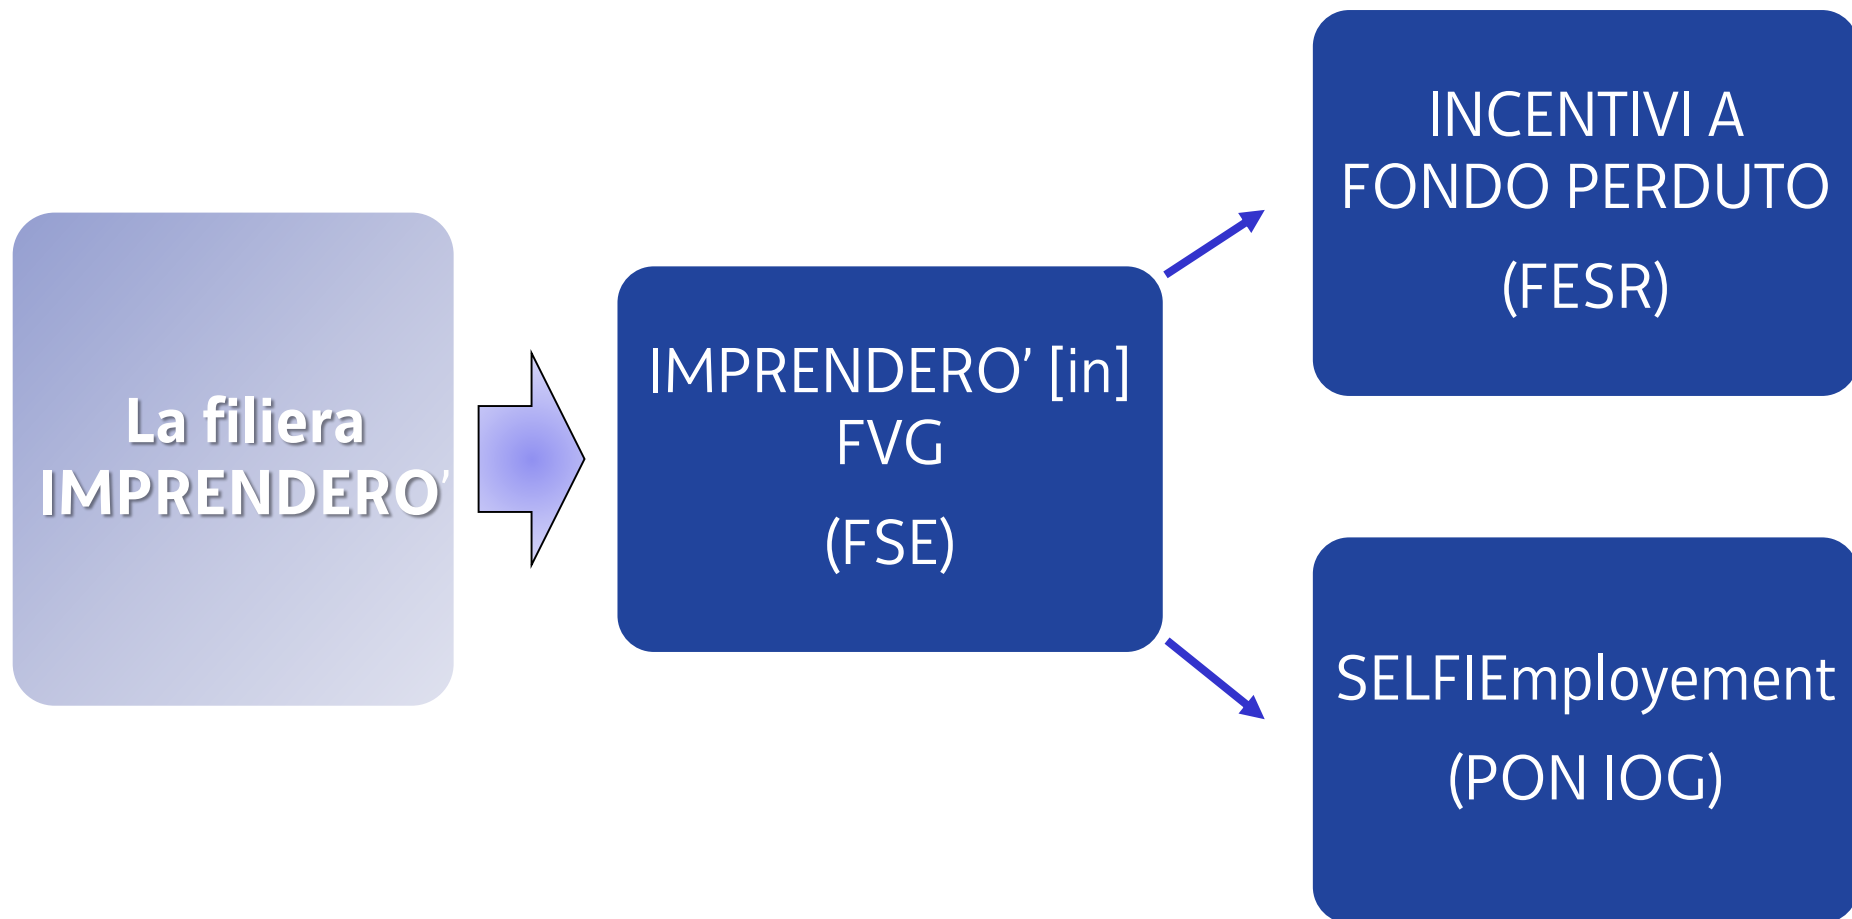 La filiera
IMPRENDERO’
IMPRENDERO’ [in]
FVG
(FSE)
INCENTIVI A
FONDO PERDUTO
(FESR)
SELFIEmployement
(PON IOG)